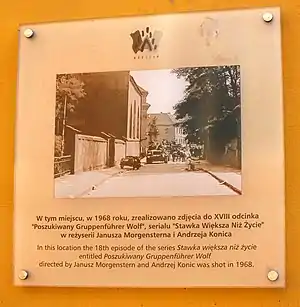 W tym miejscu, w 1968 roku, zrealizowano zdjęcia do XVIII odcinka
"Poszukiwany Gruppenführer Wolf", serialu "Stawka Większa Niż Życie"
w reżyserii Janusza Morgensterna i Andrzeja Konica
In this location the 18th episode of the series Stawka większa niż życie
entitled Poszukiwany Gruppenführer Wolf
directed by Janusz Morgenstern and Andrzej Konic was shot in 1968.